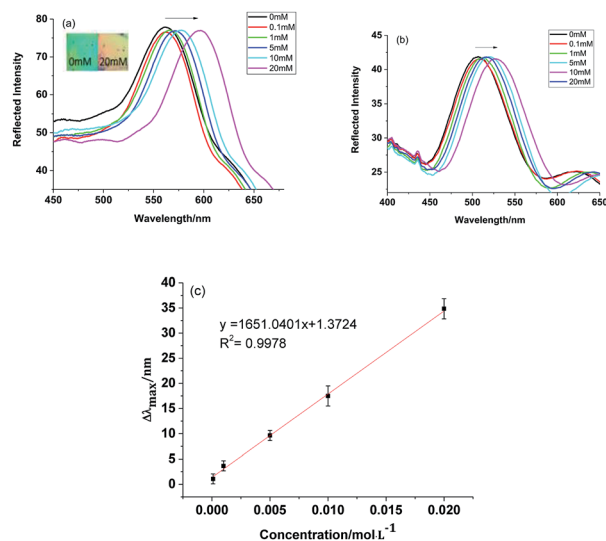 (a)
0mM 20mM
0mM
0.1mM
1mM
5mM
10mM
20mM
Reflected Intensity
80
70
60
50
40
450 500 550 600 650
Wavelength/nm
(b)
0mM
0.1mM
1mM
5mM
10mM
20mM
Reflected Intensity
45
40
35
30
25
400 450 500 550 600 650
Wavelength/nm
(c)
y =1651.0401x+1.3724
R²= 0.9978
Δλmax/nm
40
35
30
25
20
15
10
5
0
0.000 0.005 0.010 0.015 0.020
Concentration/mol·L⁻¹